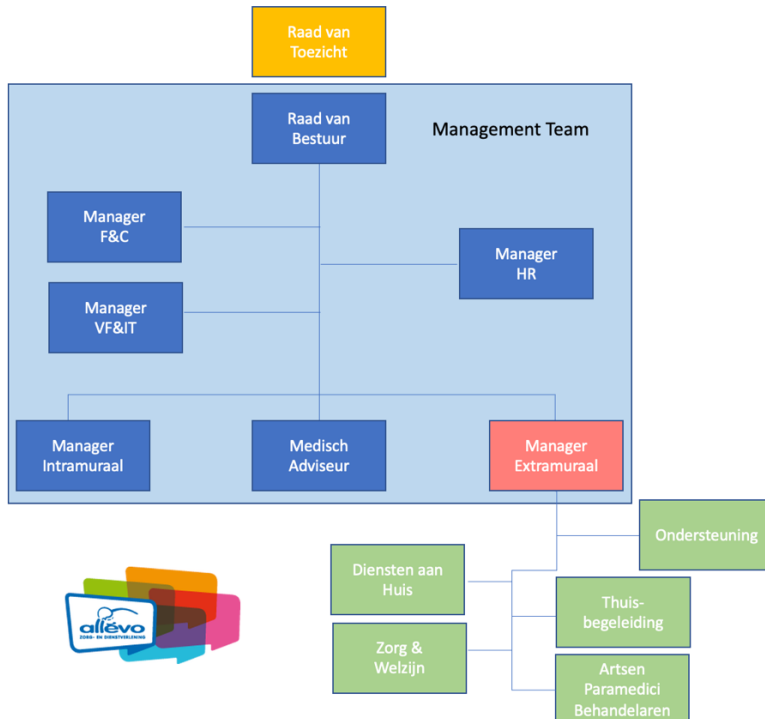 Raad van
Toezicht
Raad van
Bestuur
Management Team
Manager
F&C
Manager
HR
Manager
VF&IT
Manager
Intramuraal
Medisch
Adviseur
Manager
Extramuraal
Ondersteuning
Diensten aan
Huis
Thuis-
begeleiding
Zorg &
Welzijn
Artsen
Paramedici
Behandelaren
allévo
ZORG- EN DIENSTVERLENING